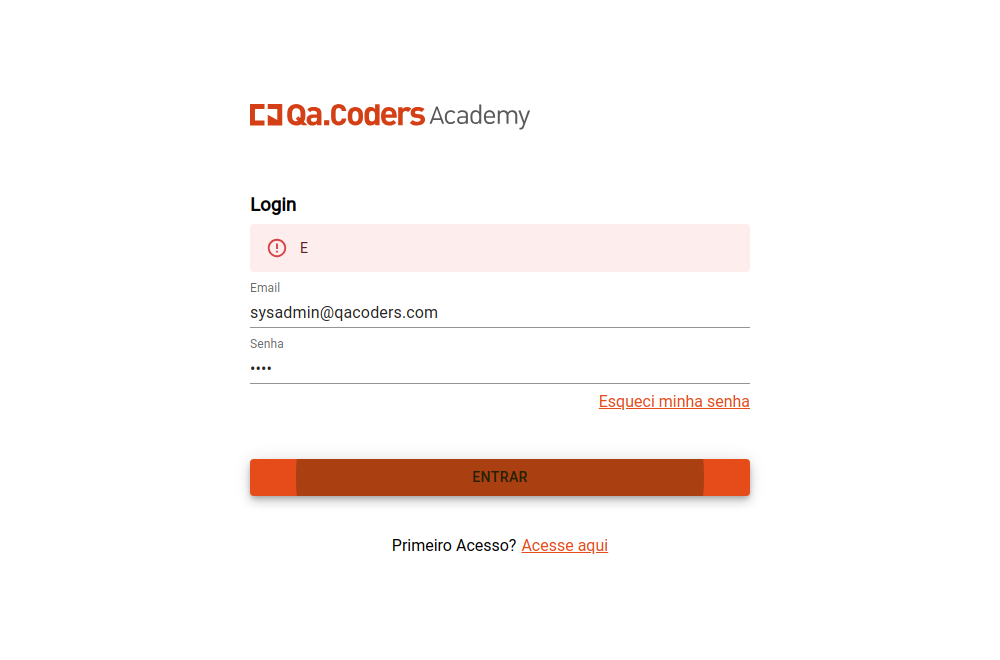 Qa.Coders Academy
Login
E
Email
sysadmin@qacoders.com
Senha
••••
Esqueci minha senha
ENTRAR
Primeiro Acesso? Acesse aqui